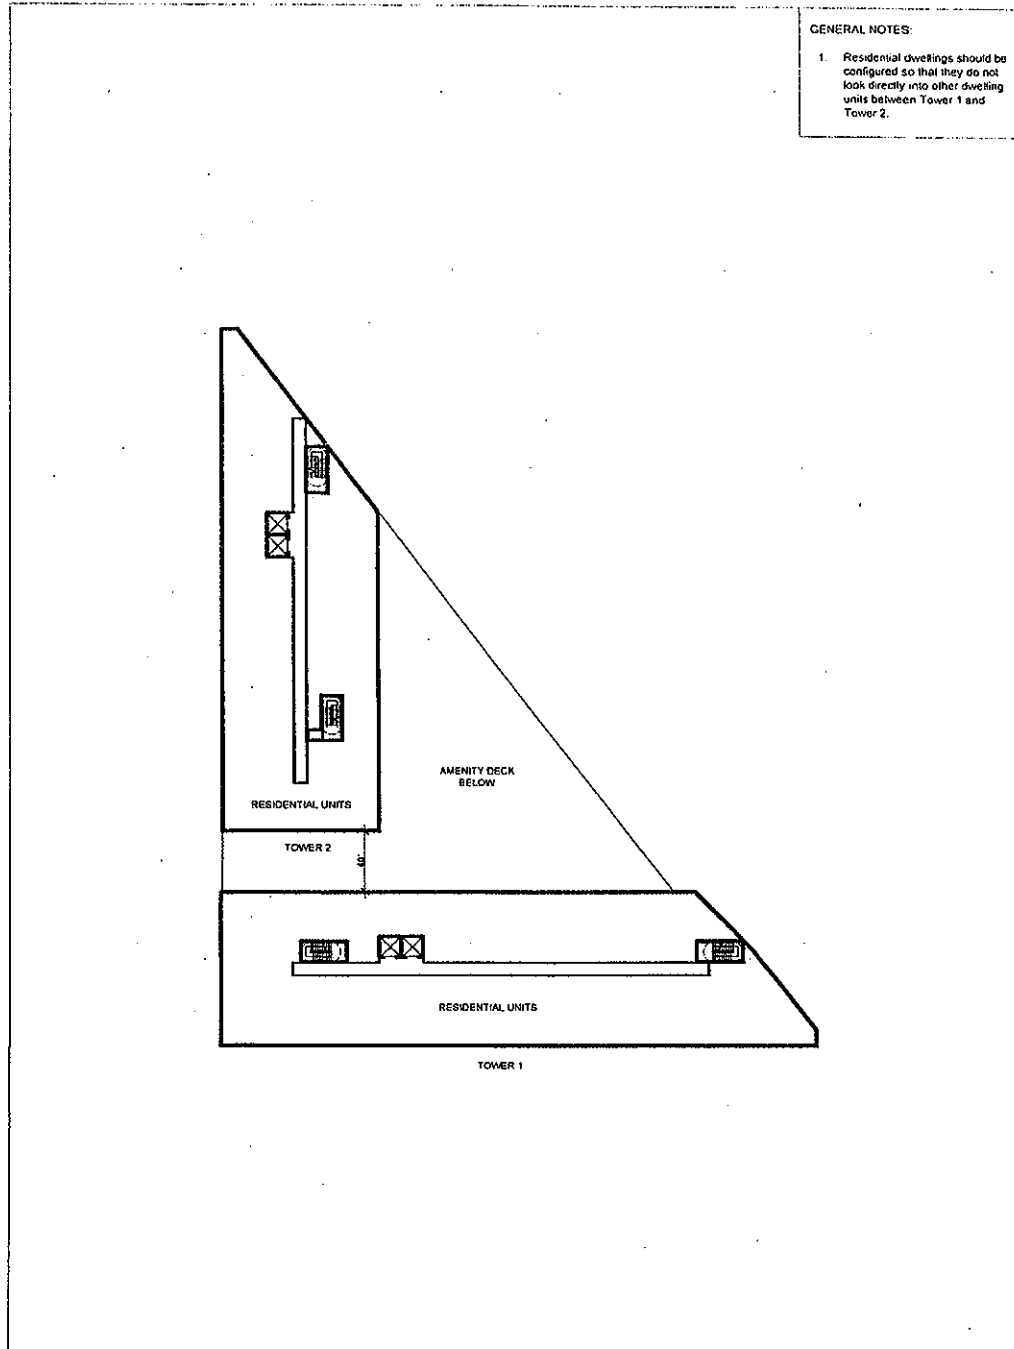 GENERAL NOTES:
1. Residential dwellings should be
configured so that they do not
look directly into other dwelling
units between Tower 1 and
Tower 2.
AMENITY DECK
BELOW
RESIDENTIAL UNITS
TOWER 2
40'
RESIDENTIAL UNITS
TOWER 1